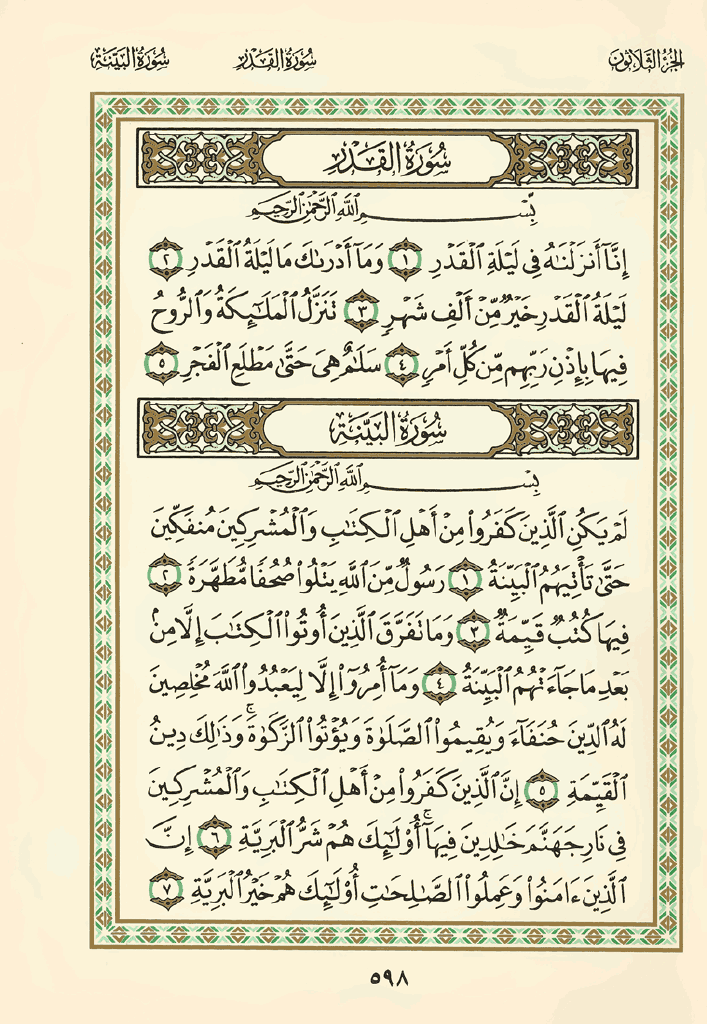 الجزء الثلاثون سورة القدر سورة البينة
سُورَةُ القَدْرِ
بِسْمِ ٱللَّهِ ٱلرَّحْمَٰنِ ٱلرَّحِيمِ
إِنَّآ أَنزَلْنَٰهُ فِى لَيْلَةِ ٱلْقَدْرِ ١ وَمَآ أَدْرَىٰكَ مَا لَيْلَةُ ٱلْقَدْرِ ٢
لَيْلَةُ ٱلْقَدْرِ خَيْرٌ مِّنْ أَلْفِ شَهْرٍ ٣ تَنَزَّلُ ٱلْمَلَٰٓئِكَةُ وَٱلرُّوحُ
فِيهَا بِإِذْنِ رَبِّهِم مِّن كُلِّ أَمْرٍ ٤ سَلَٰمٌ هِىَ حَتَّىٰ مَطْلَعِ ٱلْفَجْرِ ٥
سُورَةُ البَيِّنَةِ
بِسْمِ ٱللَّهِ ٱلرَّحْمَٰنِ ٱلرَّحِيمِ
لَمْ يَكُنِ ٱلَّذِينَ كَفَرُوا۟ مِنْ أَهْلِ ٱلْكِتَٰبِ وَٱلْمُشْرِكِينَ مُنفَكِّينَ
حَتَّىٰ تَأْتِيَهُمُ ٱلْبَيِّنَةُ ١ رَسُولٌ مِّنَ ٱللَّهِ يَتْلُوا۟ صُحُفًا مُّطَهَّرَةً ٢
فِيهَا كُتُبٌ قَيِّمَةٌ ٣ وَمَا تَفَرَّقَ ٱلَّذِينَ أُوتُوا۟ ٱلْكِتَٰبَ إِلَّا مِنۢ
بَعْدِ مَا جَآءَتْهُمُ ٱلْبَيِّنَةُ ٤ وَمَآ أُمِرُوٓا۟ إِلَّا لِيَعْبُدُوا۟ ٱللَّهَ مُخْلِصِينَ
لَهُ ٱلدِّينَ حُنَفَآءَ وَيُقِيمُوا۟ ٱلصَّلَوٰةَ وَيُؤْتُوا۟ ٱلزَّكَوٰةَ ۚ وَذَٰلِكَ دِينُ
ٱلْقَيِّمَةِ ٥ إِنَّ ٱلَّذِينَ كَفَرُوا۟ مِنْ أَهْلِ ٱلْكِتَٰبِ وَٱلْمُشْرِكِينَ
فِى نَارِ جَهَنَّمَ خَٰلِدِينَ فِيهَآ ۚ أُو۟لَٰٓئِكَ هُمْ شَرُّ ٱلْبَرِيَّةِ ٦ إِنَّ
ٱلَّذِينَ ءَامَنُوا۟ وَعَمِلُوا۟ ٱلصَّٰلِحَٰتِ أُو۟لَٰٓئِكَ هُمْ خَيْرُ ٱلْبَرِيَّةِ ٧
٥٩٨